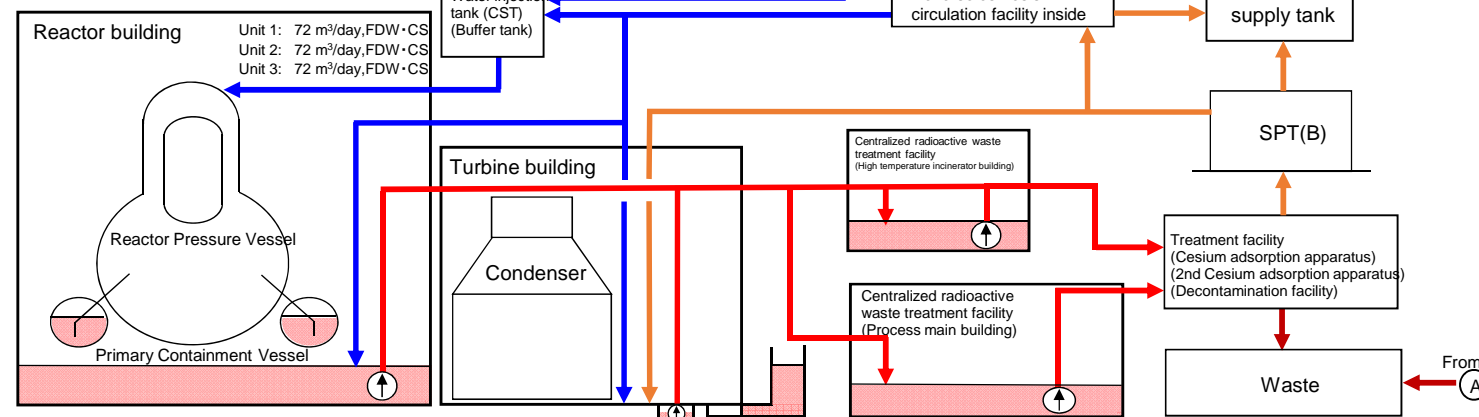 tank (CST)
(Buffer tank)
circulation facility inside
supply tank
Reactor building
Unit 1: 72 m³/day,FDW・CS
Unit 2: 72 m³/day,FDW・CS
Unit 3: 72 m³/day,FDW・CS
SPT(B)
Centralized radioactive waste
treatment facility
(High temperature incinerator building)
Turbine building
Reactor Pressure Vessel
Condenser
Treatment facility
(Cesium adsorption apparatus)
(2nd Cesium adsorption apparatus)
(Decontamination facility)
Centralized radioactive
waste treatment facility
(Process main building)
Primary Containment Vessel
Waste
From
A